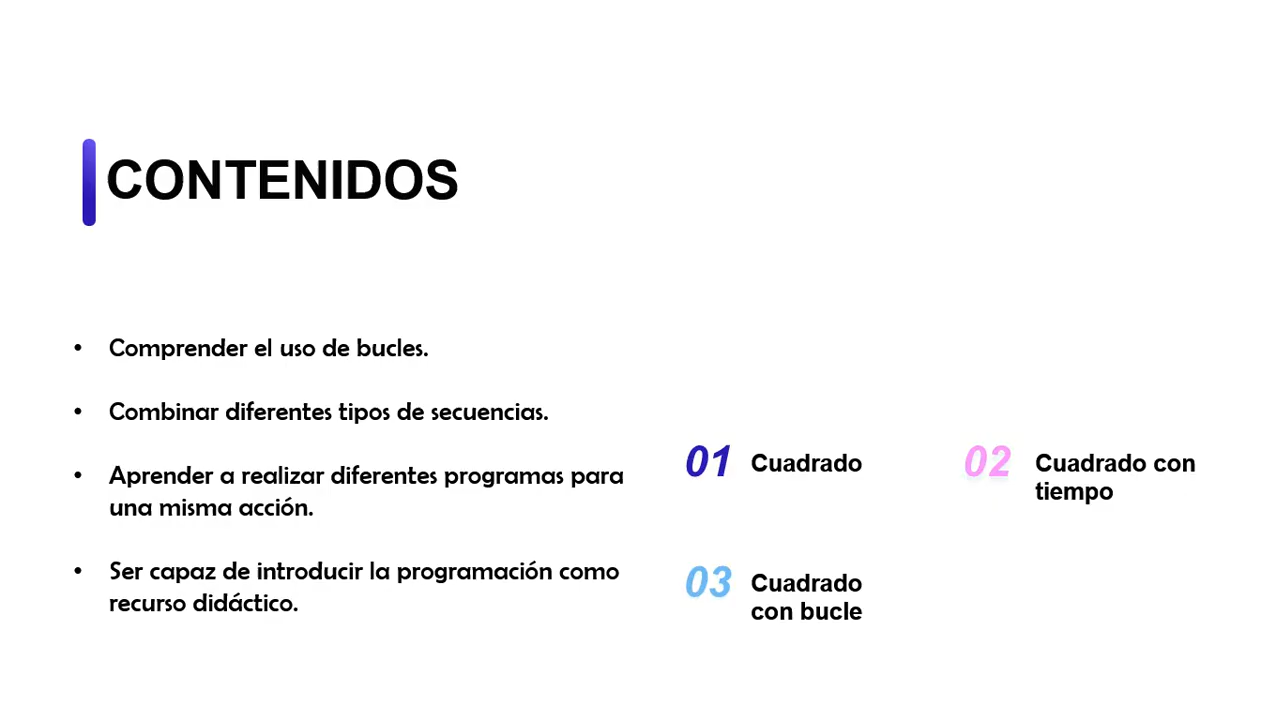 CONTENIDOS
• Comprender el uso de bucles.
• Combinar diferentes tipos de secuencias.
• Aprender a realizar diferentes programas para
una misma acción.
• Ser capaz de introducir la programación como
recurso didáctico.
01 Cuadrado
02 Cuadrado con
tiempo
03 Cuadrado
con bucle